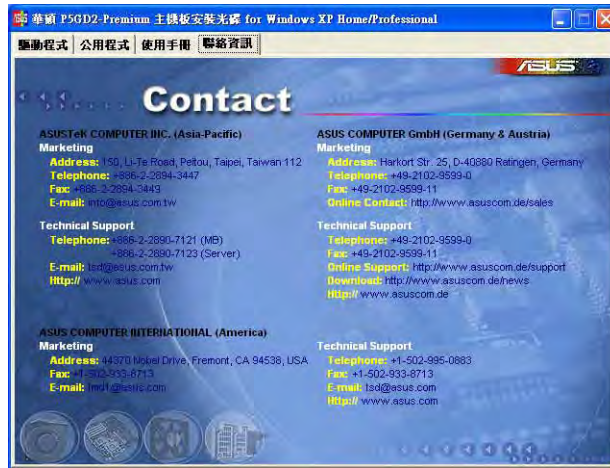 華碩 P5GD2-Premium 主機板安裝光碟 for Windows XP Home/Professional
驅動程式 公用程式 使用手冊 聯絡資訊
ASUS
Contact
ASUSTeK COMPUTER INC. (Asia-Pacific)
Marketing
Address: 150, Li-Te Road, Peitou, Taipei, Taiwan 112
Telephone: +886-2-2894-3447
Fax: +886-2-2894-3449
E-mail: info@asus.com.tw
Technical Support
Telephone: +886-2-2890-7121 (MB)
+886-2-2890-7123 (Server)
E-mail: tsd@asus.com.tw
Http:// www.asus.com
ASUS COMPUTER GmbH (Germany & Austria)
Marketing
Address: Harkort Str. 25, D-40880 Ratingen, Germany
Telephone: +49-2102-9599-0
Fax: +49-2102-9599-11
Online Contact: http://www.asuscom.de/sales
Technical Support
Telephone: +49-2102-9599-0
Fax: +49-2102-9599-11
Online Support: http://www.asuscom.de/support
Download: http://www.asuscom.de/news
Http:// www.asuscom.de
ASUS COMPUTER INTERNATIONAL (America)
Marketing
Address: 44370 Nobel Drive, Fremont, CA 94538, USA
Fax: +1-502-933-8713
E-mail: tmd1@asus.com
Technical Support
Telephone: +1-502-995-0883
Fax: +1-502-933-8713
E-mail: tsd@asus.com
Http:// www.asus.com